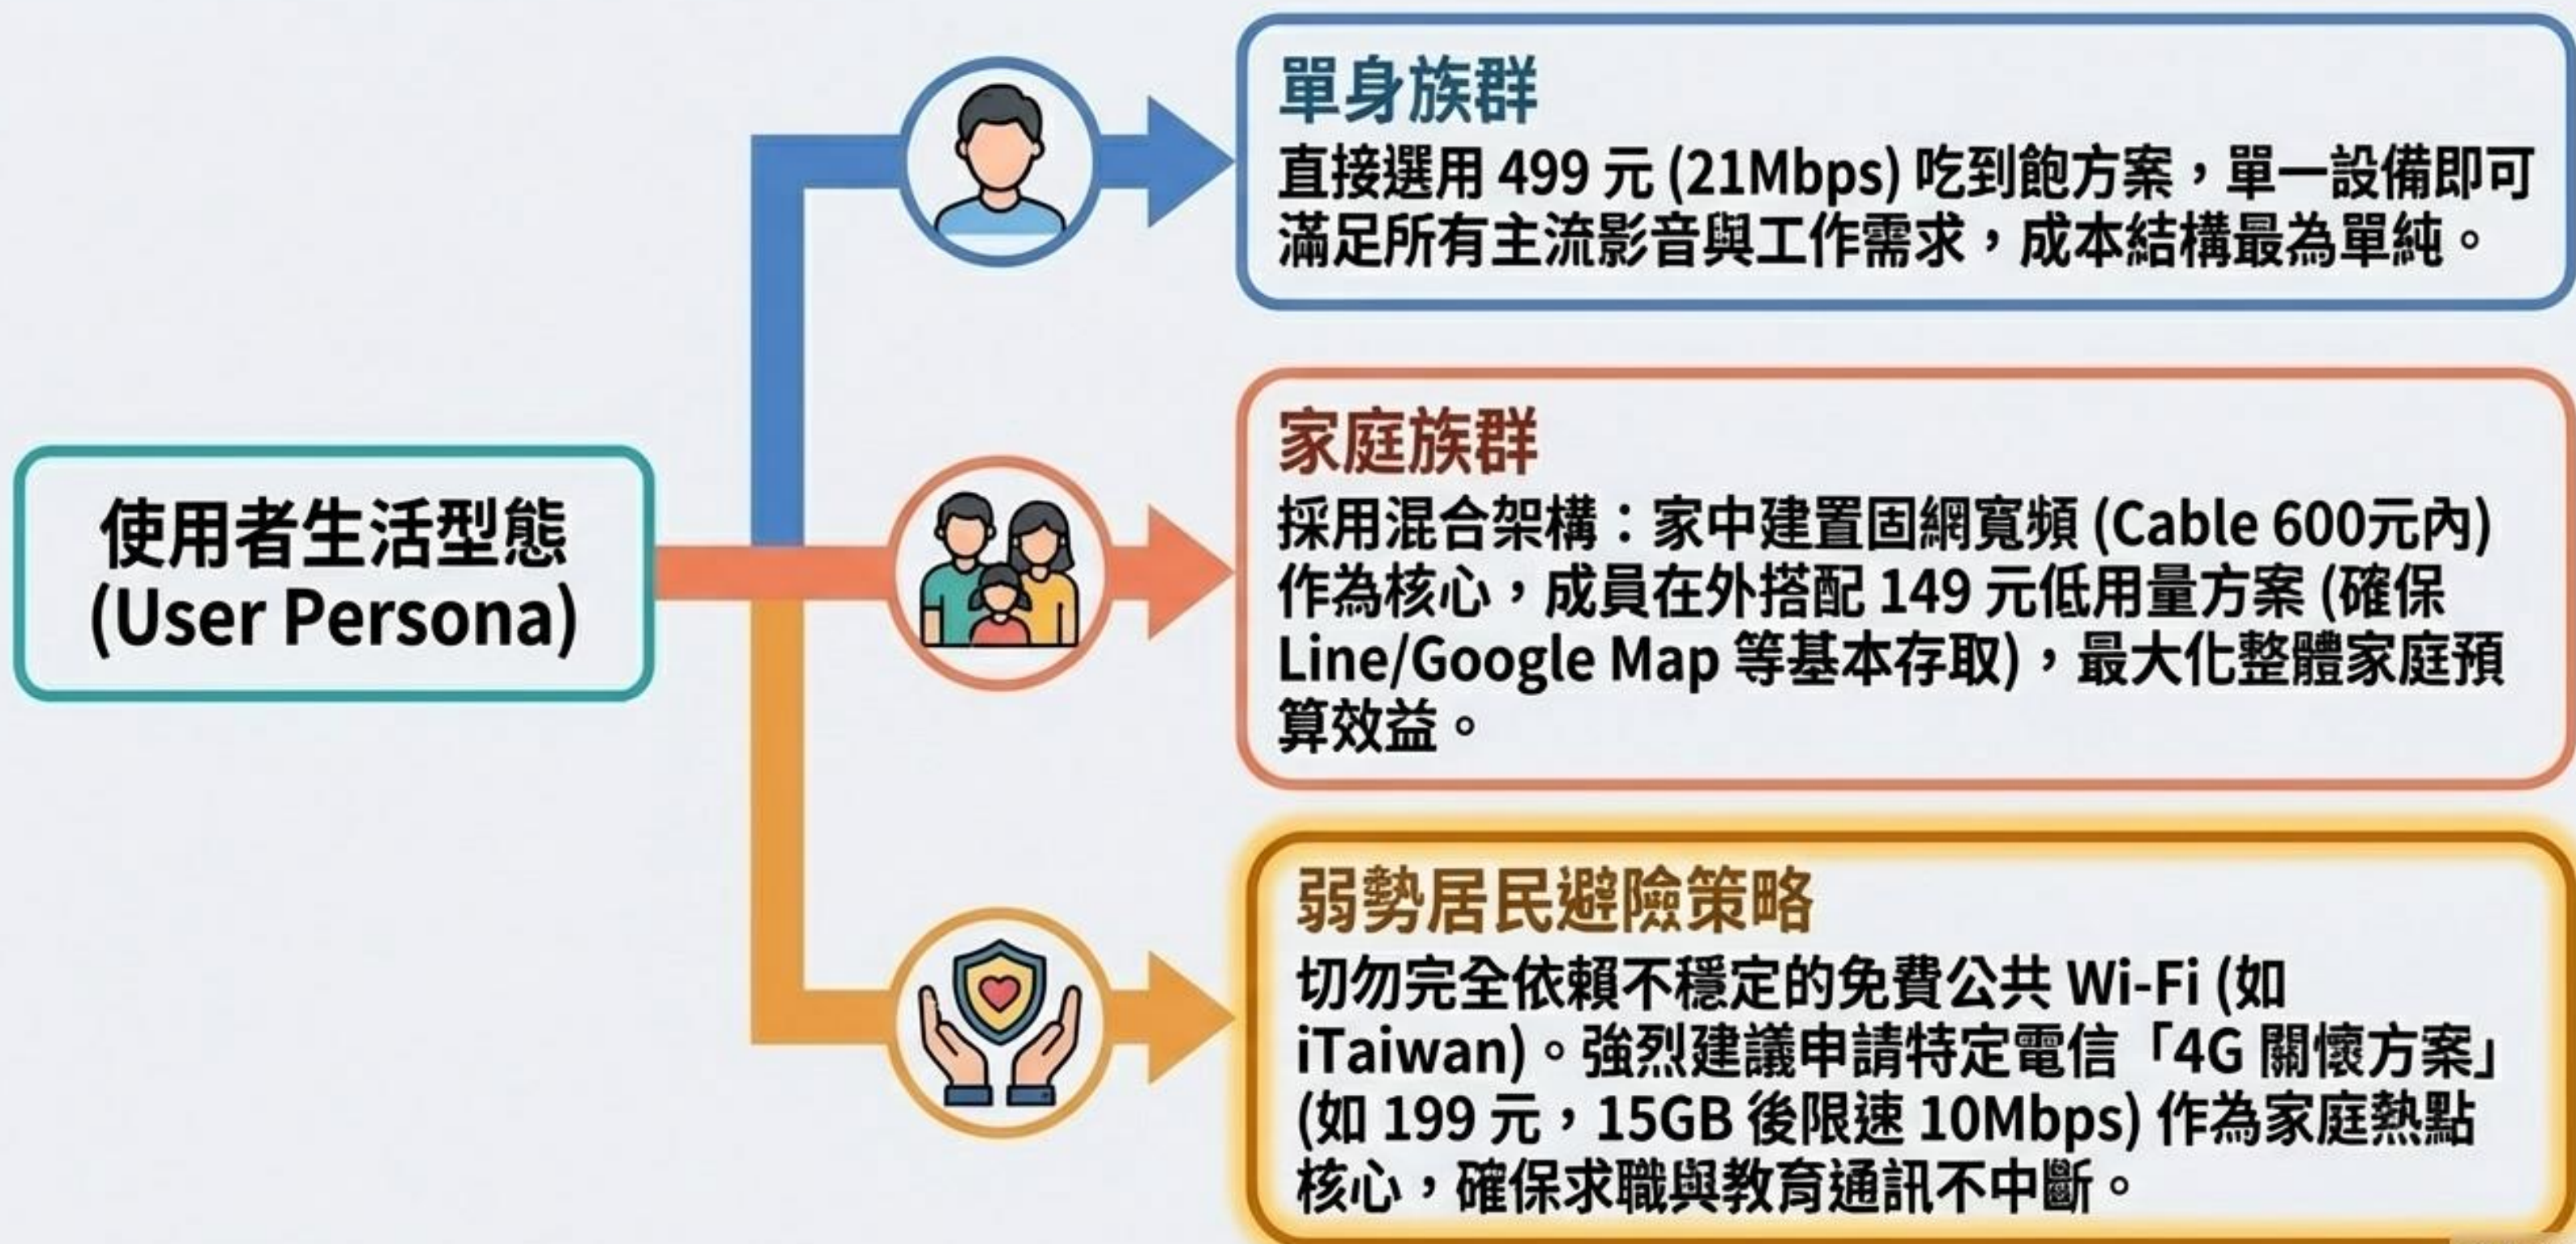 使用者生活型態
(User Persona)
單身族群
直接選用 499 元 (21Mbps) 吃到飽方案，單一設備即可
滿足所有主流影音與工作需求，成本結構最為單純。
家庭族群
採用混合架構：家中建置固網寬頻 (Cable 600元內)
作為核心，成員在外搭配 149 元低用量方案 (確保
Line/Google Map 等基本存取)，最大化整體家庭預
算效益。
弱勢居民避險策略
切勿完全依賴不穩定的免費公共 Wi-Fi (如
iTaiwan)。強烈建議申請特定電信「4G 關懷方案」
(如 199 元，15GB 後限速 10Mbps) 作為家庭熱點
核心，確保求職與教育通訊不中斷。